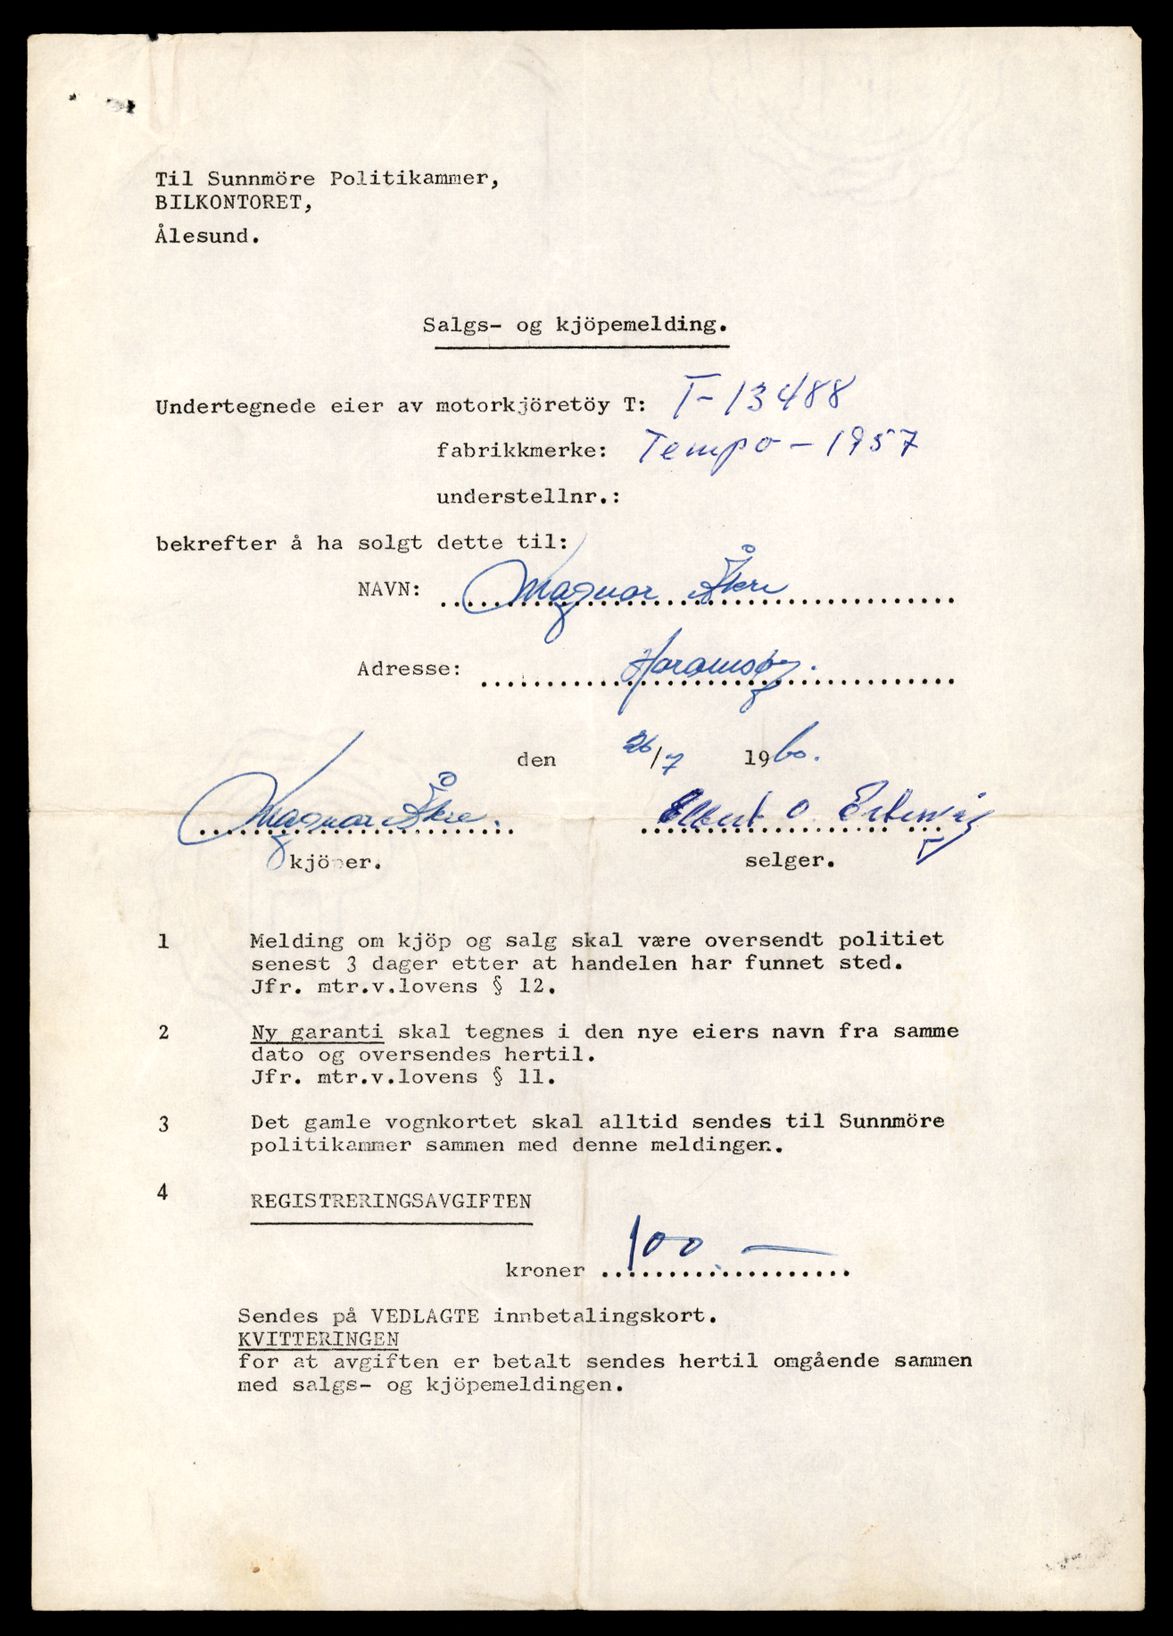 Til Sunnmöre Politikammer,
BILKONTORET,
Ålesund.
Salgs- og kjöpemelding.
Undertegnede eier av motorkjöretöy T: T-13488
fabrikkmerke: Tempo - 1957
understellnr.:
bekrefter å ha solgt dette til:
NAVN: Magnar Åkre
Adresse: Haramsøy.
den 26/7 1960.
Magnar Åkre. O.
kjöper. selger.
1 Melding om kjöp og salg skal være oversendt politiet
senest 3 dager etter at handelen har funnet sted.
Jfr. mtr.v.lovens § 12.
2 Ny garanti skal tegnes i den nye eiers navn fra samme
dato og oversendes hertil.
Jfr. mtr.v.lovens § 11.
3 Det gamle vognkortet skal alltid sendes til Sunnmöre
politikammer sammen med denne meldingen.
4 REGISTRERINGSAVGIFTEN
kroner 100 —
Sendes på VEDLAGTE innbetalingskort.
KVITTERINGEN
for at avgiften er betalt sendes hertil omgående sammen
med salgs- og kjöpemeldingen.